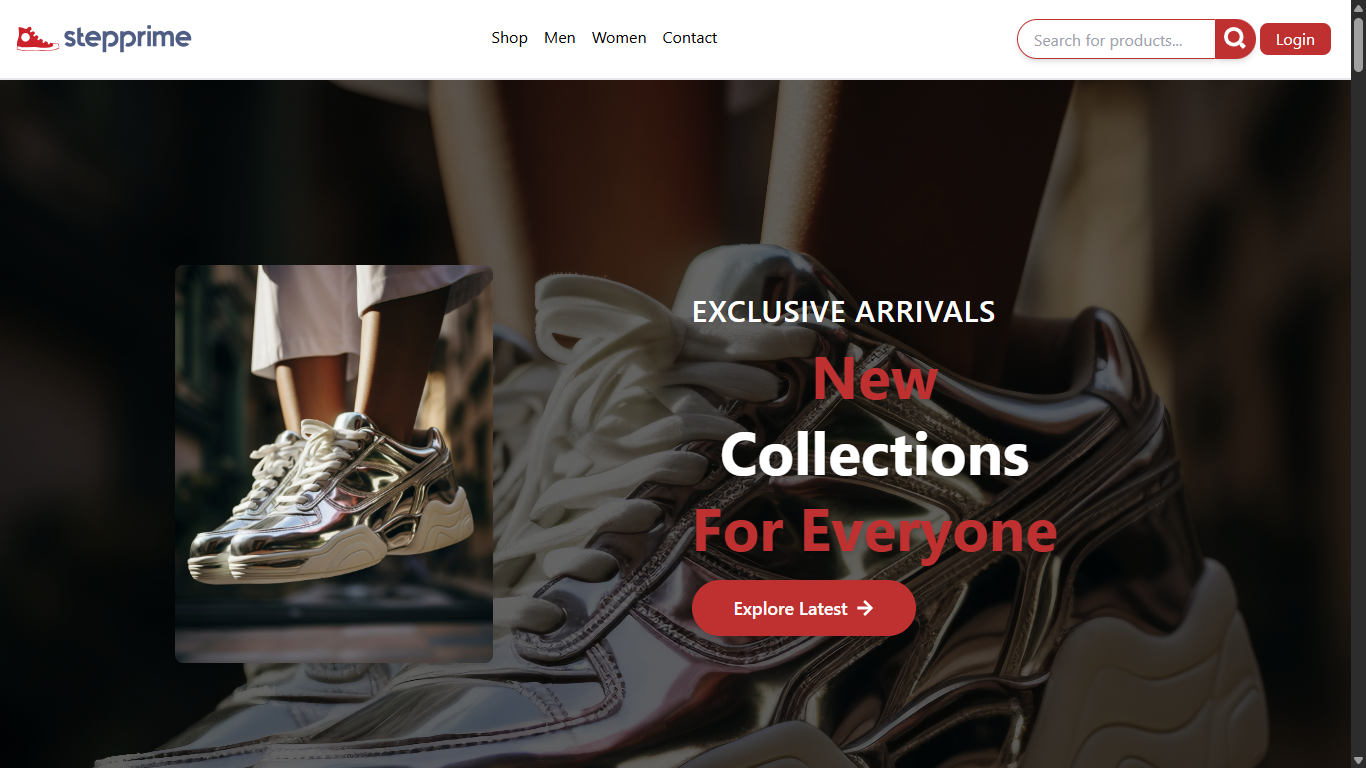 stepprime
Shop Men Women Contact
Search for products...
Login
EXCLUSIVE ARRIVALS
New
Collections
For Everyone
Explore Latest →